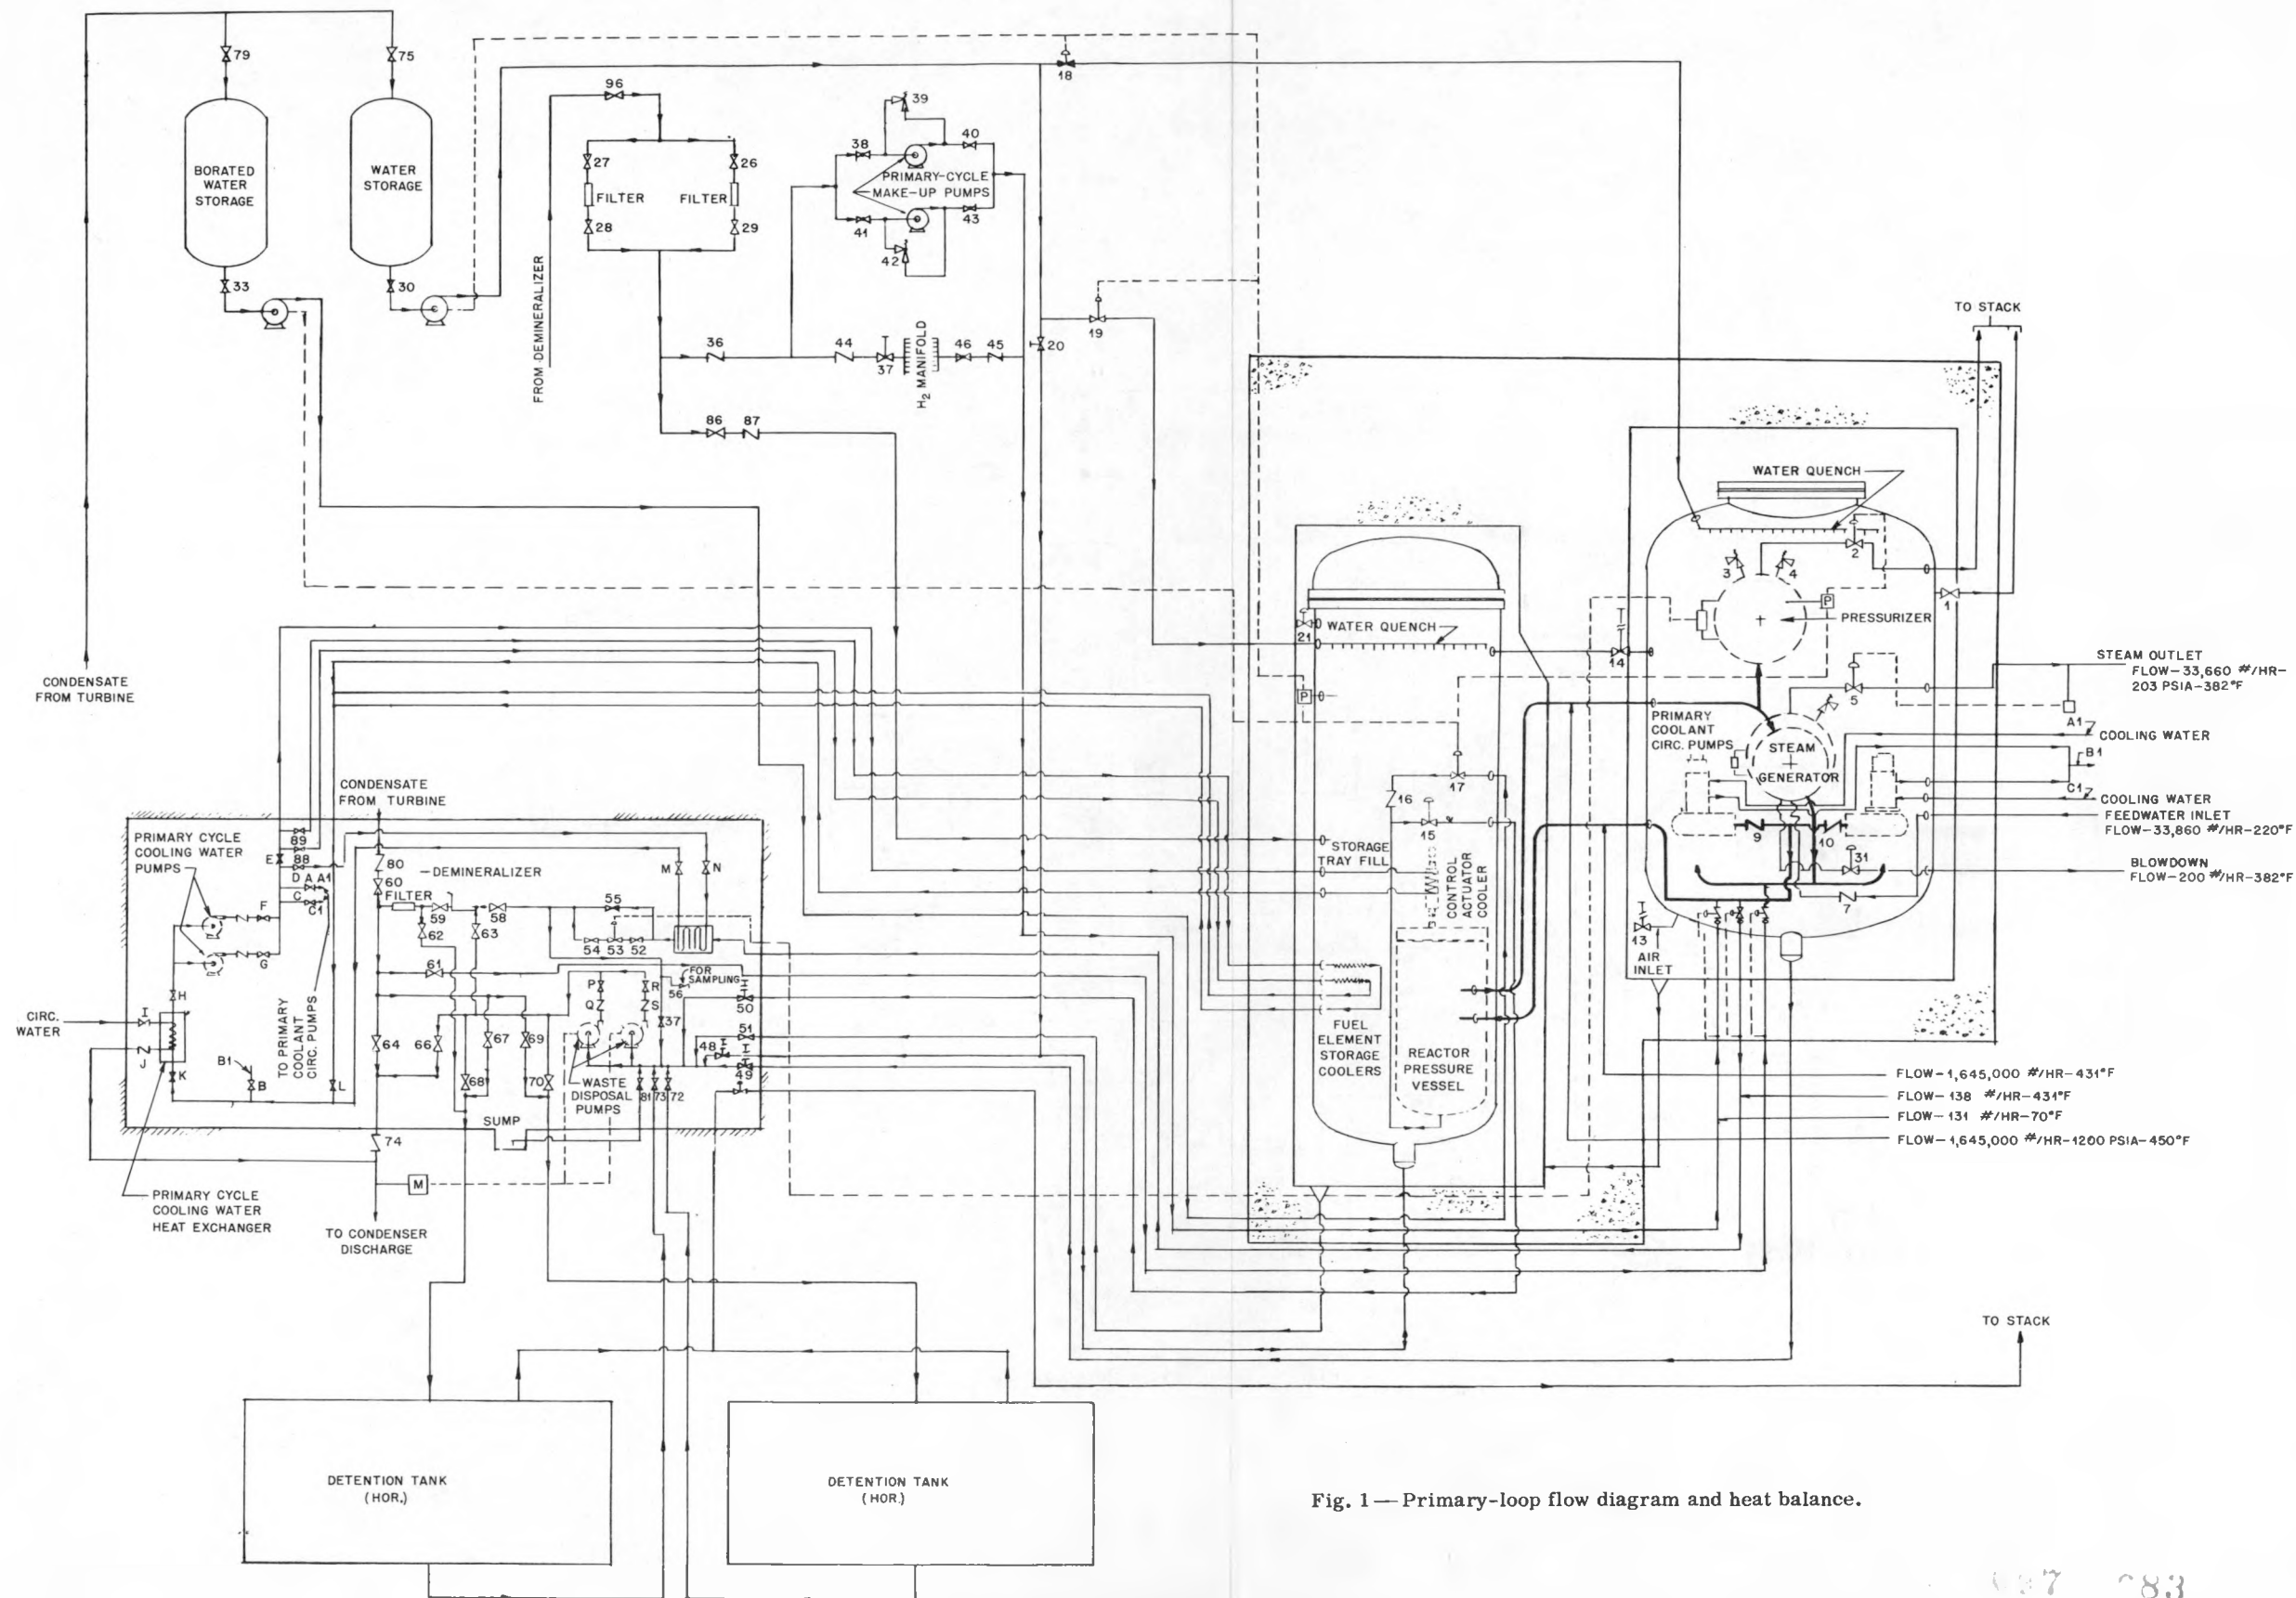 79
75
18
96
39
38
40
BORATED
WATER
STORAGE
WATER
STORAGE
27
26
PRIMARY-CYCLE
MAKE-UP PUMPS
FILTER
FILTER
28
29
41
43
42
33
30
FROM DEMINERALIZER
19
TO STACK
36
44
37
H2 MANIFOLD
46
45
20
86
87
WATER QUENCH
2
3
4
1
P
PRESSURIZER
21
WATER QUENCH
14
P
CONDENSATE
FROM TURBINE
STEAM OUTLET
FLOW-33,660 #/HR-
203 PSIA-382°F
5
A1
PRIMARY
COOLANT
CIRC. PUMPS
STEAM
GENERATOR
COOLING WATER
B1
C1
COOLING WATER
FEEDWATER INLET
FLOW-33,860 #/HR-220°F
16
17
15
9
10
31
BLOWDOWN
FLOW-200 #/HR-382°F
7
13
AIR
INLET
STORAGE
TRAY FILL
CONTROL
ACTUATOR
COOLER
CONDENSATE
FROM TURBINE
PRIMARY CYCLE
COOLING WATER
PUMPS
89
E
88
D A A1
C
C1
F
G
80
60
-DEMINERALIZER
M
N
FILTER
59
58
55
62
63
54
53
52
61
P
R
FOR
SAMPLING
56
Q
S
50
37
51
H
CIRC.
WATER
I
J
K
B1
B
TO PRIMARY
COOLANT
CIRC. PUMPS
L
64
66
67
69
68
70
48
49
WASTE
DISPOSAL
PUMPS
81
73
72
SUMP
74
M
PRIMARY CYCLE
COOLING WATER
HEAT EXCHANGER
TO CONDENSER
DISCHARGE
FUEL
ELEMENT
STORAGE
COOLERS
REACTOR
PRESSURE
VESSEL
FLOW-1,645,000 #/HR-431°F
FLOW-138 #/HR-431°F
FLOW-131 #/HR-70°F
FLOW-1,645,000 #/HR-1200 PSIA-450°F
TO STACK
DETENTION TANK
(HOR.)
DETENTION TANK
(HOR.)
Fig. 1—Primary-loop flow diagram and heat balance.